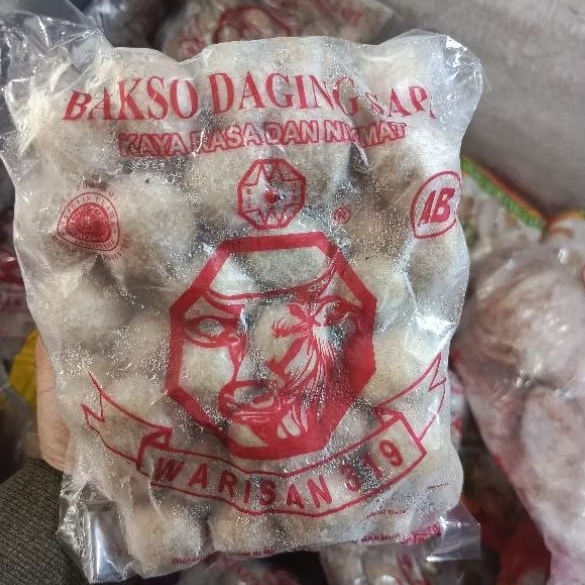 BAKSO DAGING SAPI
KAYA RASA DAN NIKMAT
®
AB
WARISAN 319